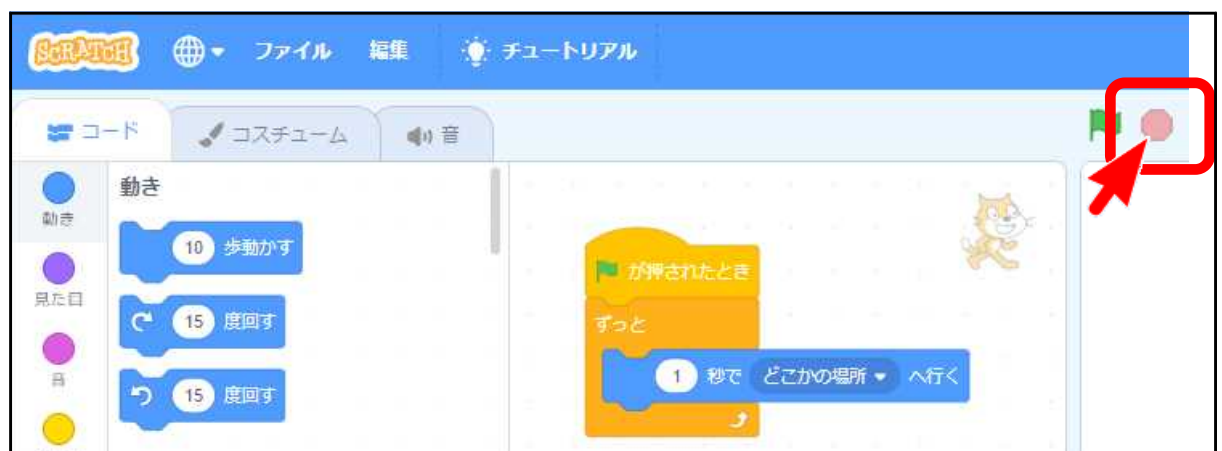 SCRATCH ファイル 編集 チュートリアル
コード コスチューム 音
動き
動き
10 歩動かす
見た目
15 度回す
音
15 度回す
が押されたとき
ずっと
1 秒で どこかの場所 へ行く